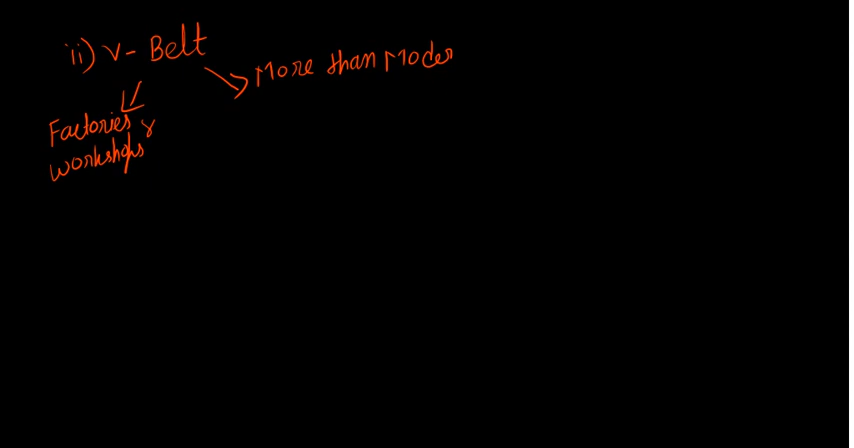 ii) V- Belt
More than Moder
Factories &
workshops